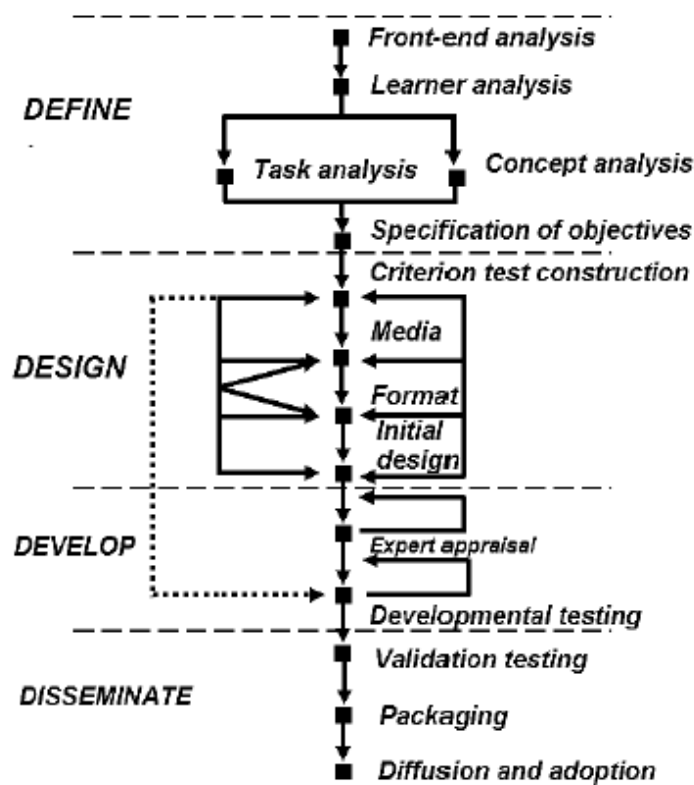 Front-end analysis
Learner analysis
DEFINE
Task analysis
Concept analysis
Specification of objectives
Criterion test construction
Media
DESIGN
Format
Initial
design
DEVELOP
Expert appraisal
Developmental testing
Validation testing
DISSEMINATE
Packaging
Diffusion and adoption